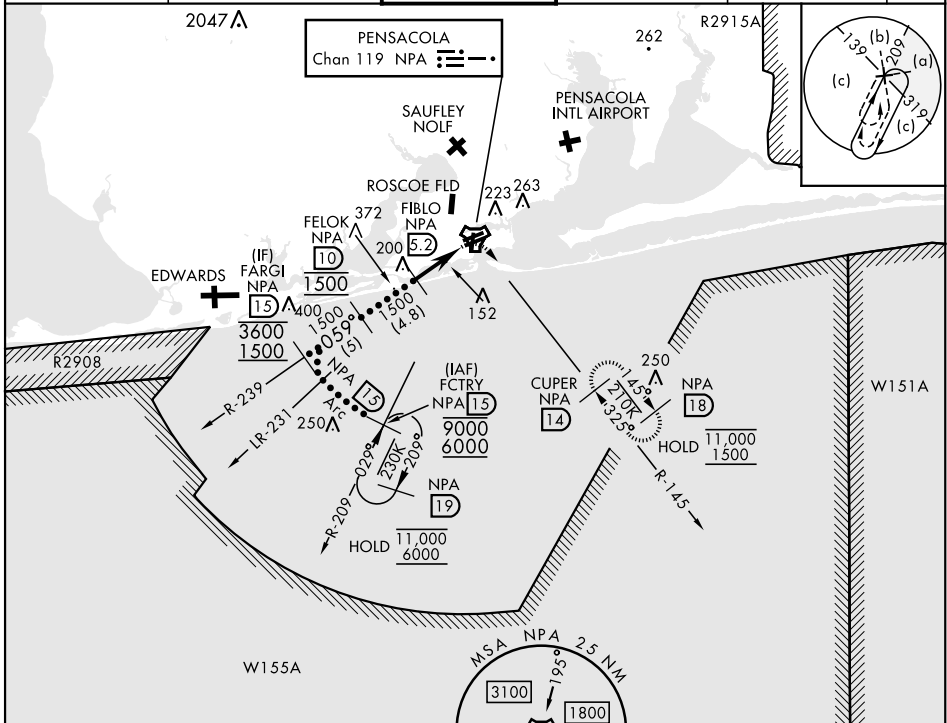 2047
R2915A
PENSACOLA
Chan 119 NPA
262
(b)
139
209
(a)
(c)
319
(c)
SAUFLEY
NOLF
PENSACOLA
INTL AIRPORT
ROSCOE FLD
223
263
FELOK
NPA
10
1500
372
FIBLO
NPA
5.2
200
(IF)
FARGI
NPA
15
3600
1500
EDWARDS
400
152
1500
059°
(5)
1500
(4.8)
R2908
R-239
LR-231
NPA
15
Arc
250
(IAF)
FCTRY
NPA 15
9000
6000
029°
230K
209°
R-209
NPA
19
HOLD 11,000
6000
CUPER
NPA
14
250
145°
210K
325°
NPA
18
HOLD 11,000
1500
R-145
W151A
W155A
MSA NPA 25 NM
195°
3100
1800